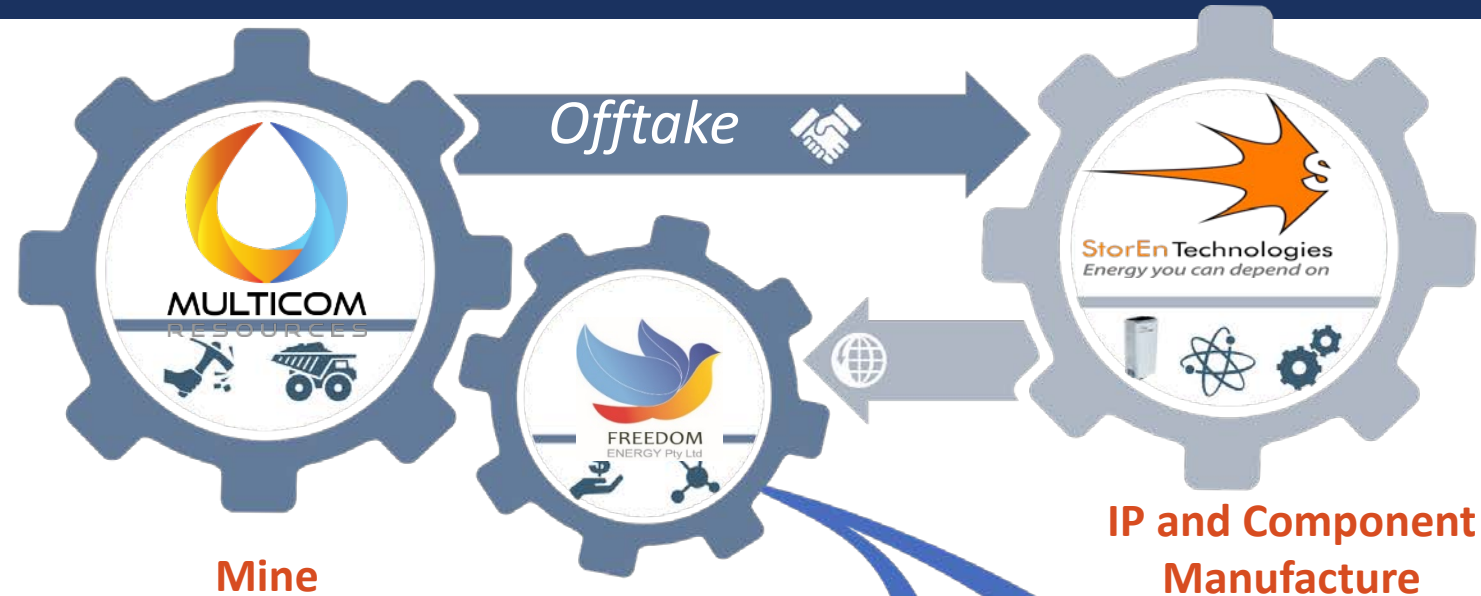 Offtake
MULTICOM
RESOURCES
StorEn Technologies
Energy you can depend on
FREEDOM
ENERGY Pty Ltd
Mine
IP and Component
Manufacture